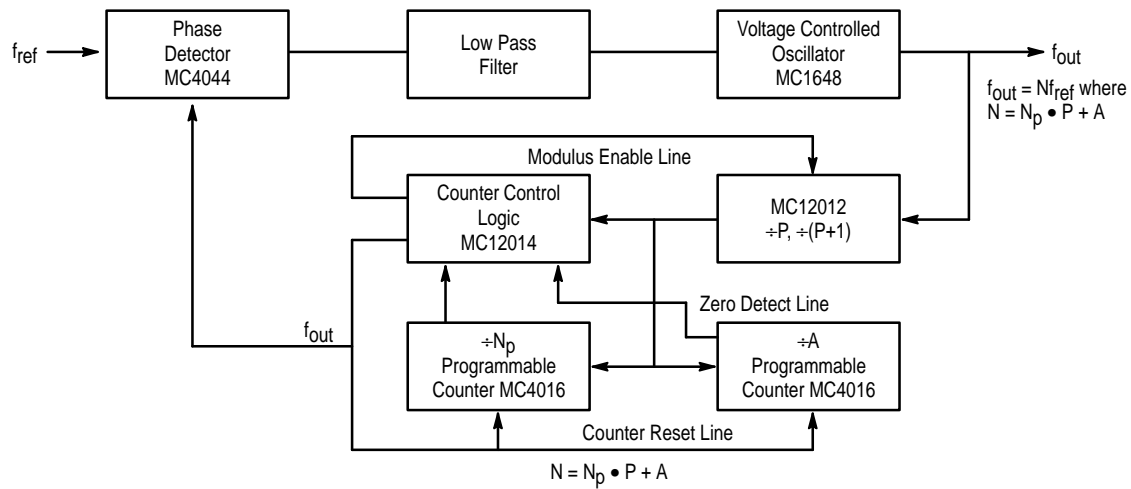 fref
Phase
Detector
MC4044
Low Pass
Filter
Voltage Controlled
Oscillator
MC1648
fout
fout = Nfref where
N = Np • P + A
Modulus Enable Line
Counter Control
Logic
MC12014
MC12012
÷P, ÷(P+1)
Zero Detect Line
fout
÷Np
Programmable
Counter MC4016
÷A
Programmable
Counter MC4016
Counter Reset Line
N = Np • P + A